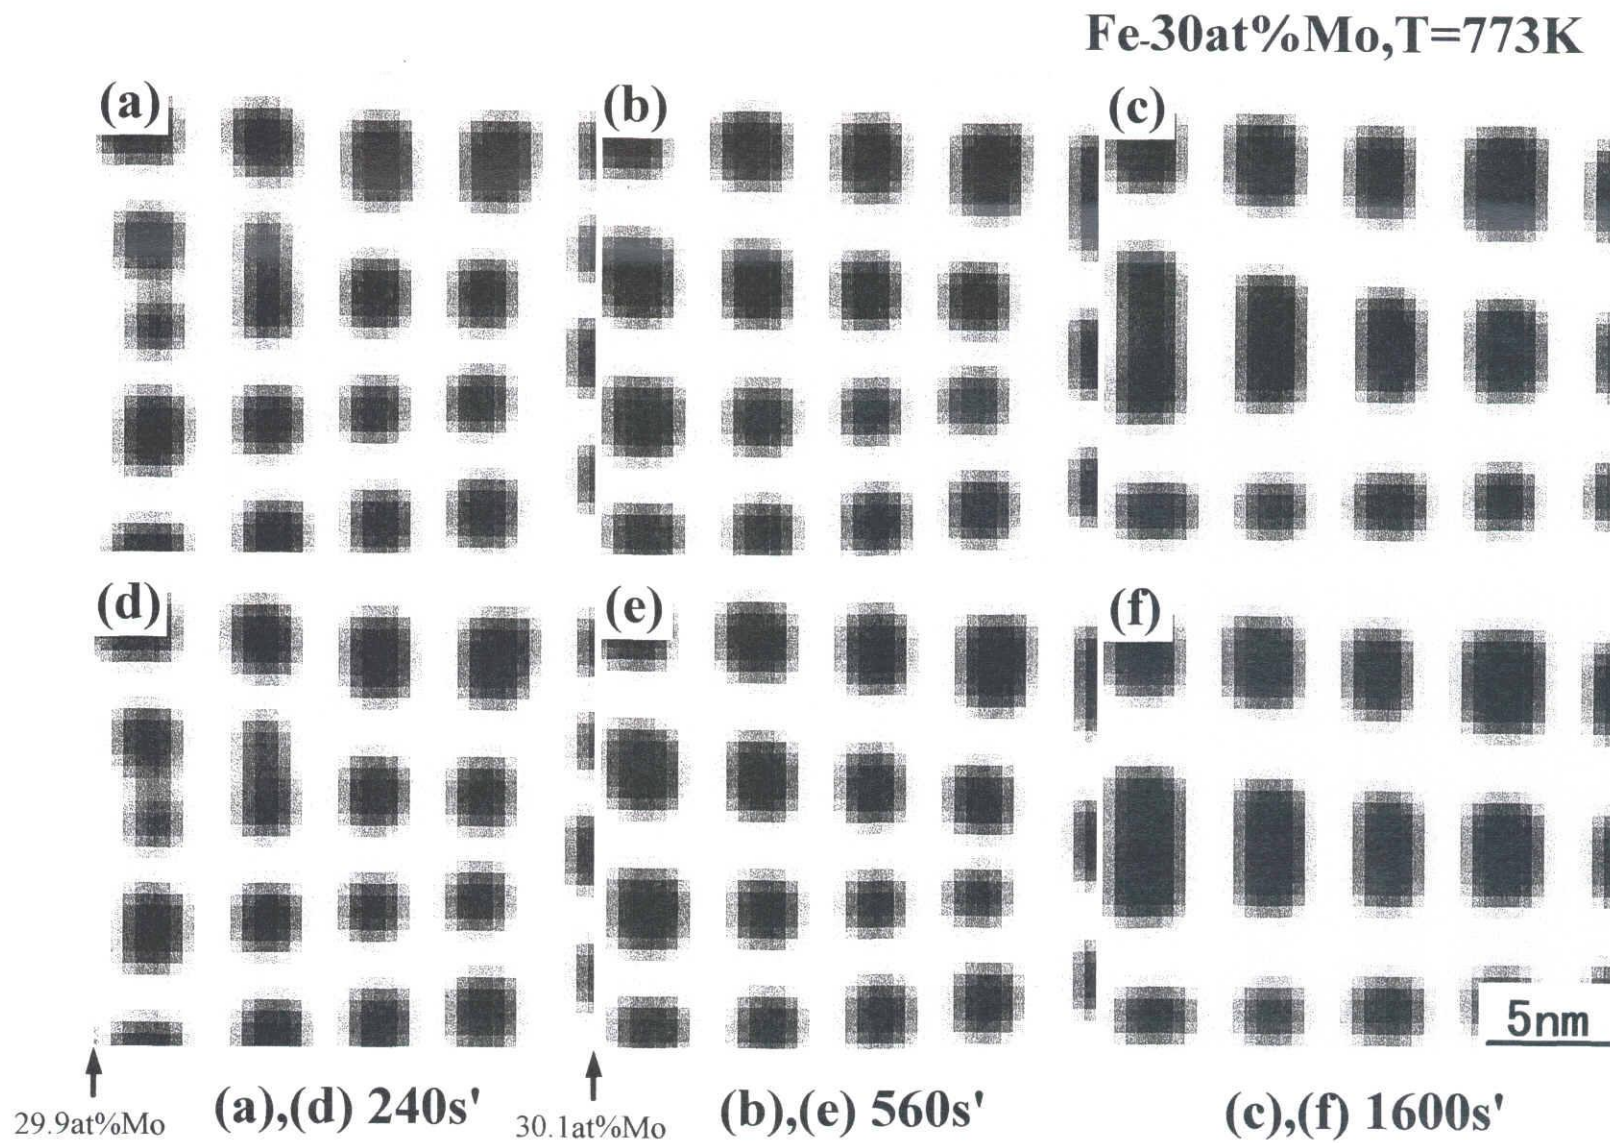 Fe-30at%Mo,T=773K
(a)
(b)
(c)
(d)
(e)
(f)
5nm
29.9at%Mo
(a),(d) 240s'
30.1at%Mo
(b),(e) 560s'
(c),(f) 1600s'